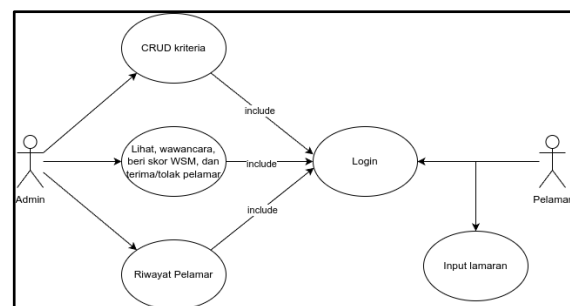 CRUD kriteria
include
Lihat, wawancara,
beri skor WSM, dan
terima/tolak pelamar
include
Login
Admin
Pelamar
include
Riwayat Pelamar
Input lamaran